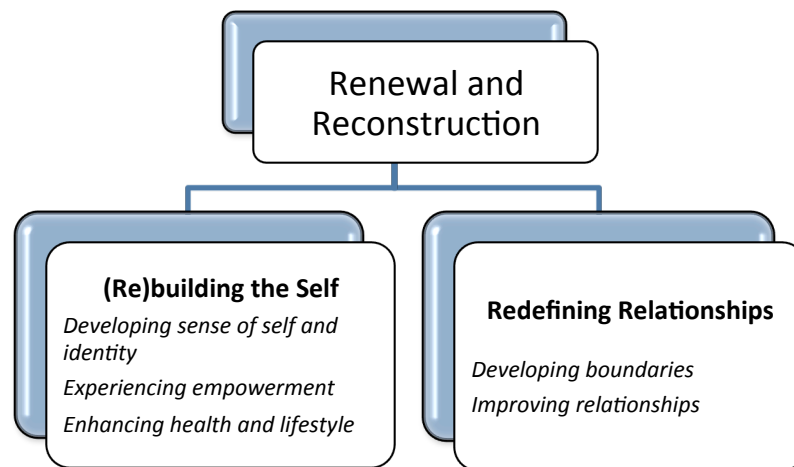 Renewal and
Reconstruction
(Re)building the Self
Developing sense of self and
identity
Experiencing empowerment
Enhancing health and lifestyle
Redefining Relationships
Developing boundaries
Improving relationships